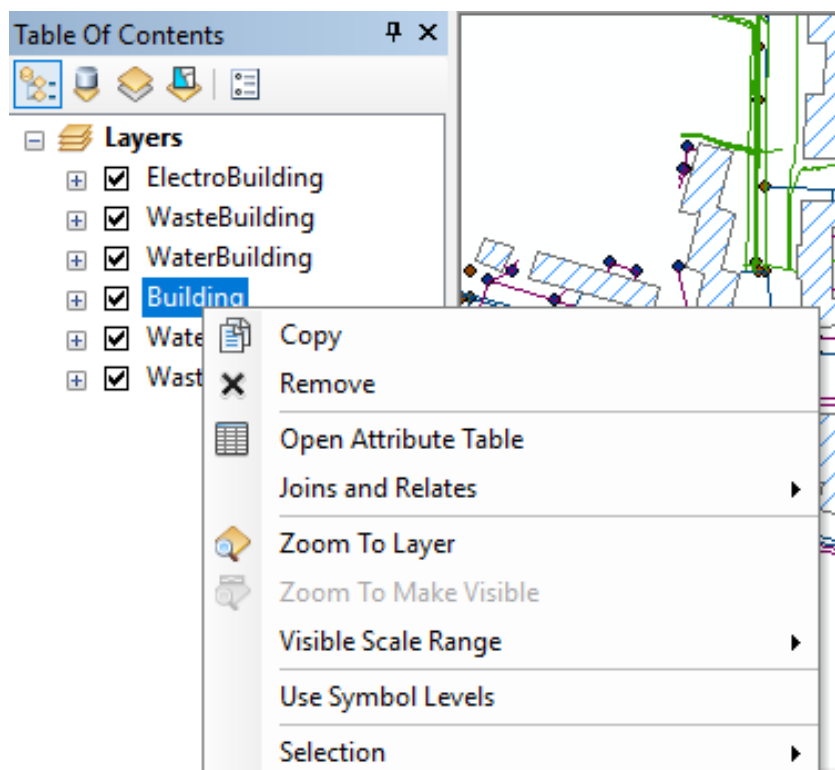 Table Of Contents
Layers
ElectroBuilding
WasteBuilding
WaterBuilding
Building
Wate
Wast
Copy
Remove
Open Attribute Table
Joins and Relates
Zoom To Layer
Zoom To Make Visible
Visible Scale Range
Use Symbol Levels
Selection